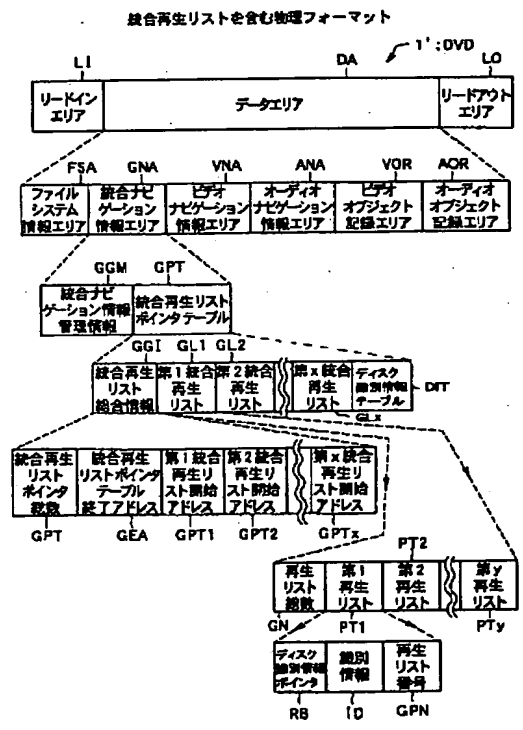 統合再生リストを含む物理フォーマット
1';DVD
LI
DA
LO
リードイン
エリア
データエリア
リードアウト
エリア
FSA
GNA
VNA
ANA
VOR
AOR
ファイル
システム
情報エリア
統合ナビ
ゲーション
情報エリア
ビデオ
ナビゲーション
情報エリア
オーディオ
ナビゲーション
情報エリア
ビデオ
オブジェクト
記録エリア
オーディオ
オブジェクト
記録エリア
GGM
GPT
統合ナビ
ゲーション情報
管理情報
統合再生リスト
ポインタテーブル
GGI
GL1
GL2
統合再生
リスト
総合情報
第1統合
再生
リスト
第2統合
再生
リスト
第x統合
再生
リスト
ディスク
識別情報
テーブル
DIT
GLx
統合再生
リスト
ポインタ
総数
統合再生
リストポインタ
テーブル
終了アドレス
第1統合
再生リ
スト開始
アドレス
第2統合
再生リ
スト開始
アドレス
第x統合
再生リ
スト開始
アドレス
GPT
GEA
GPT1
GPT2
GPTx
PT2
再生
リスト
総数
第1
再生
リスト
第2
再生
リスト
第y
再生
リスト
GN
PT1
PTy
ディスク
識別情報
ポインタ
識別
情報
再生
リスト
番号
RB
ID
GPN